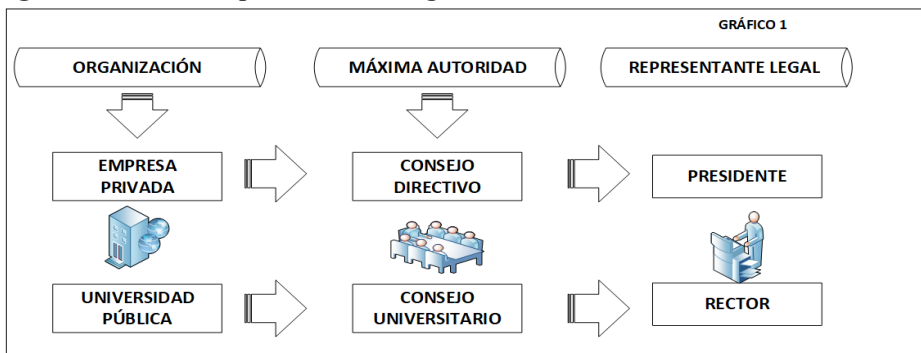 GRÁFICO 1
ORGANIZACIÓN
MÁXIMA AUTORIDAD
REPRESENTANTE LEGAL
EMPRESA
PRIVADA
CONSEJO
DIRECTIVO
PRESIDENTE
UNIVERSIDAD
PÚBLICA
CONSEJO
UNIVERSITARIO
RECTOR